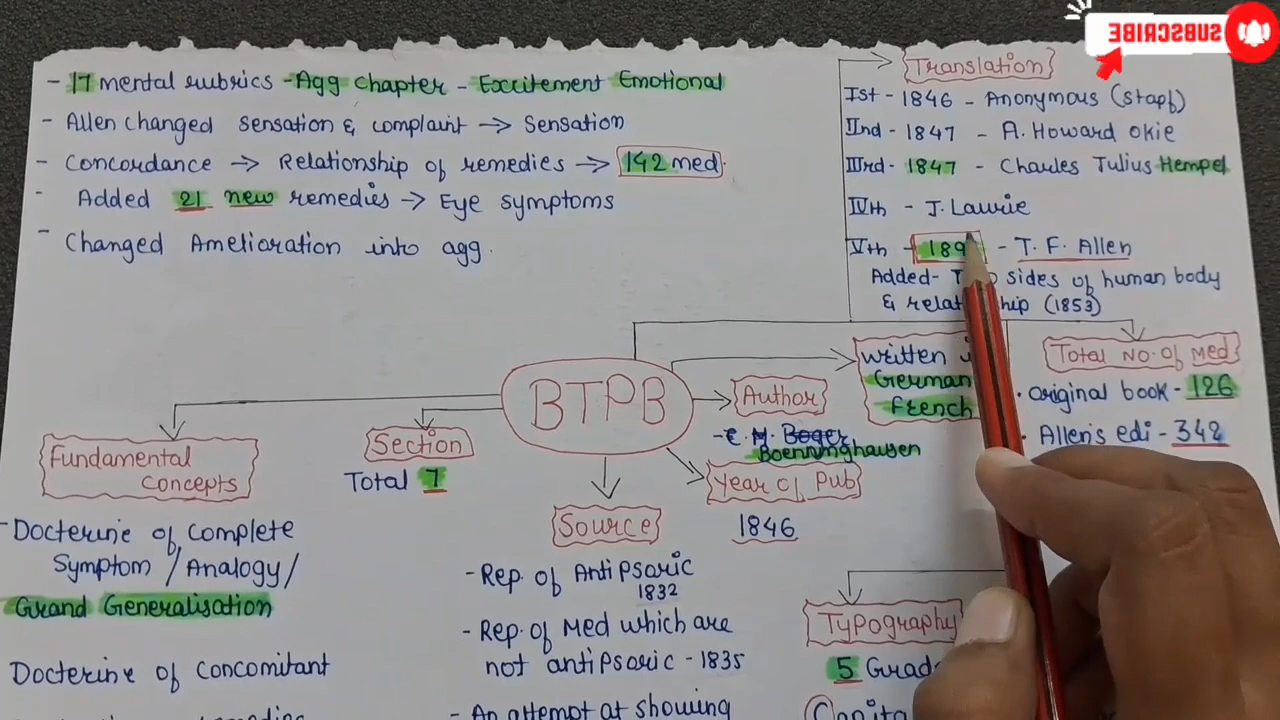 SUBSCRIBE
- 17 mental rubrics - Agg Chapter - Excitement Emotional
- Allen changed sensation & complaint → Sensation
- Concordance → Relationship of remedies → 142 med.
- Added 21 new remedies → Eye symptoms
- Changed Amelioration into agg.
Translation
Ist - 1846 - Anonymous (Stapf)
IInd - 1847 - A. Howard Okie
IIIrd - 1847 - Charles Julius Hempel
IVth - J. Laurie
Vth - 189 - T. F. Allen
Added - sides of human body
& (1853)
BTPB
Fundamental
Concepts
- Docterine of complete
Symptom / Analogy /
Grand Generalisation
Docterine of concomitant
Section
Total 7
Source
- Rep. of Antipsoric
1832
- Rep. of Med which are
not antipsoric - 1835
- An attempt at showing
Author
- C. M. Boger
Boenninghausen
Year of Pub
1846
written
German
French
Total No. of Med
• original book - 126
• Allen's edi - 342
Typography
5